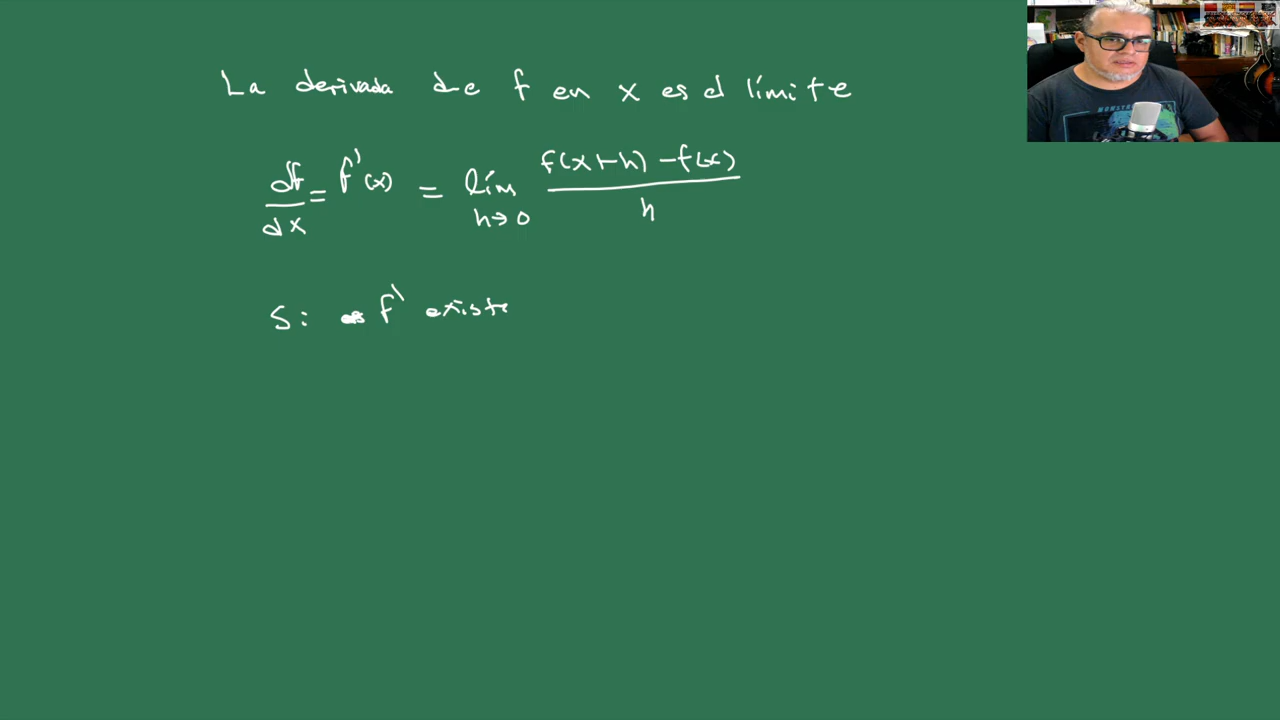 La derivada de f en x es el límite
df/dx = f'(x) = lím h→0 f(x+h) - f(x) / h
Si f' existe